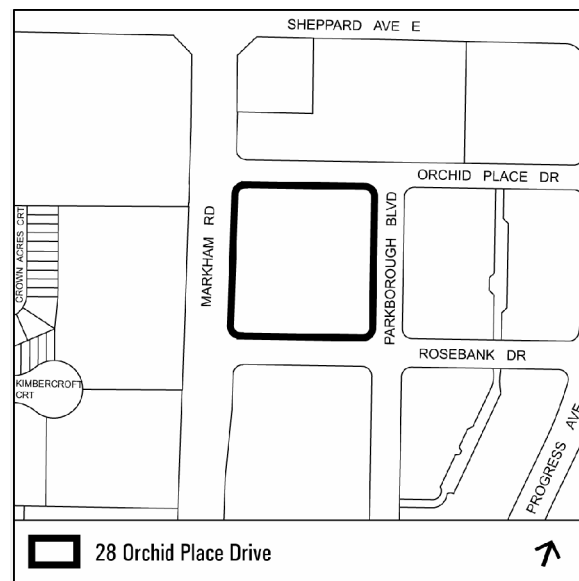 SHEPPARD AVE E
ORCHID PLACE DR
MARKHAM RD
PARKBOROUGH BLVD
CROWN ACRES CRT
ROSEBANK DR
KIMBERCROFT
CRT
PROGRESS AVE
28 Orchid Place Drive